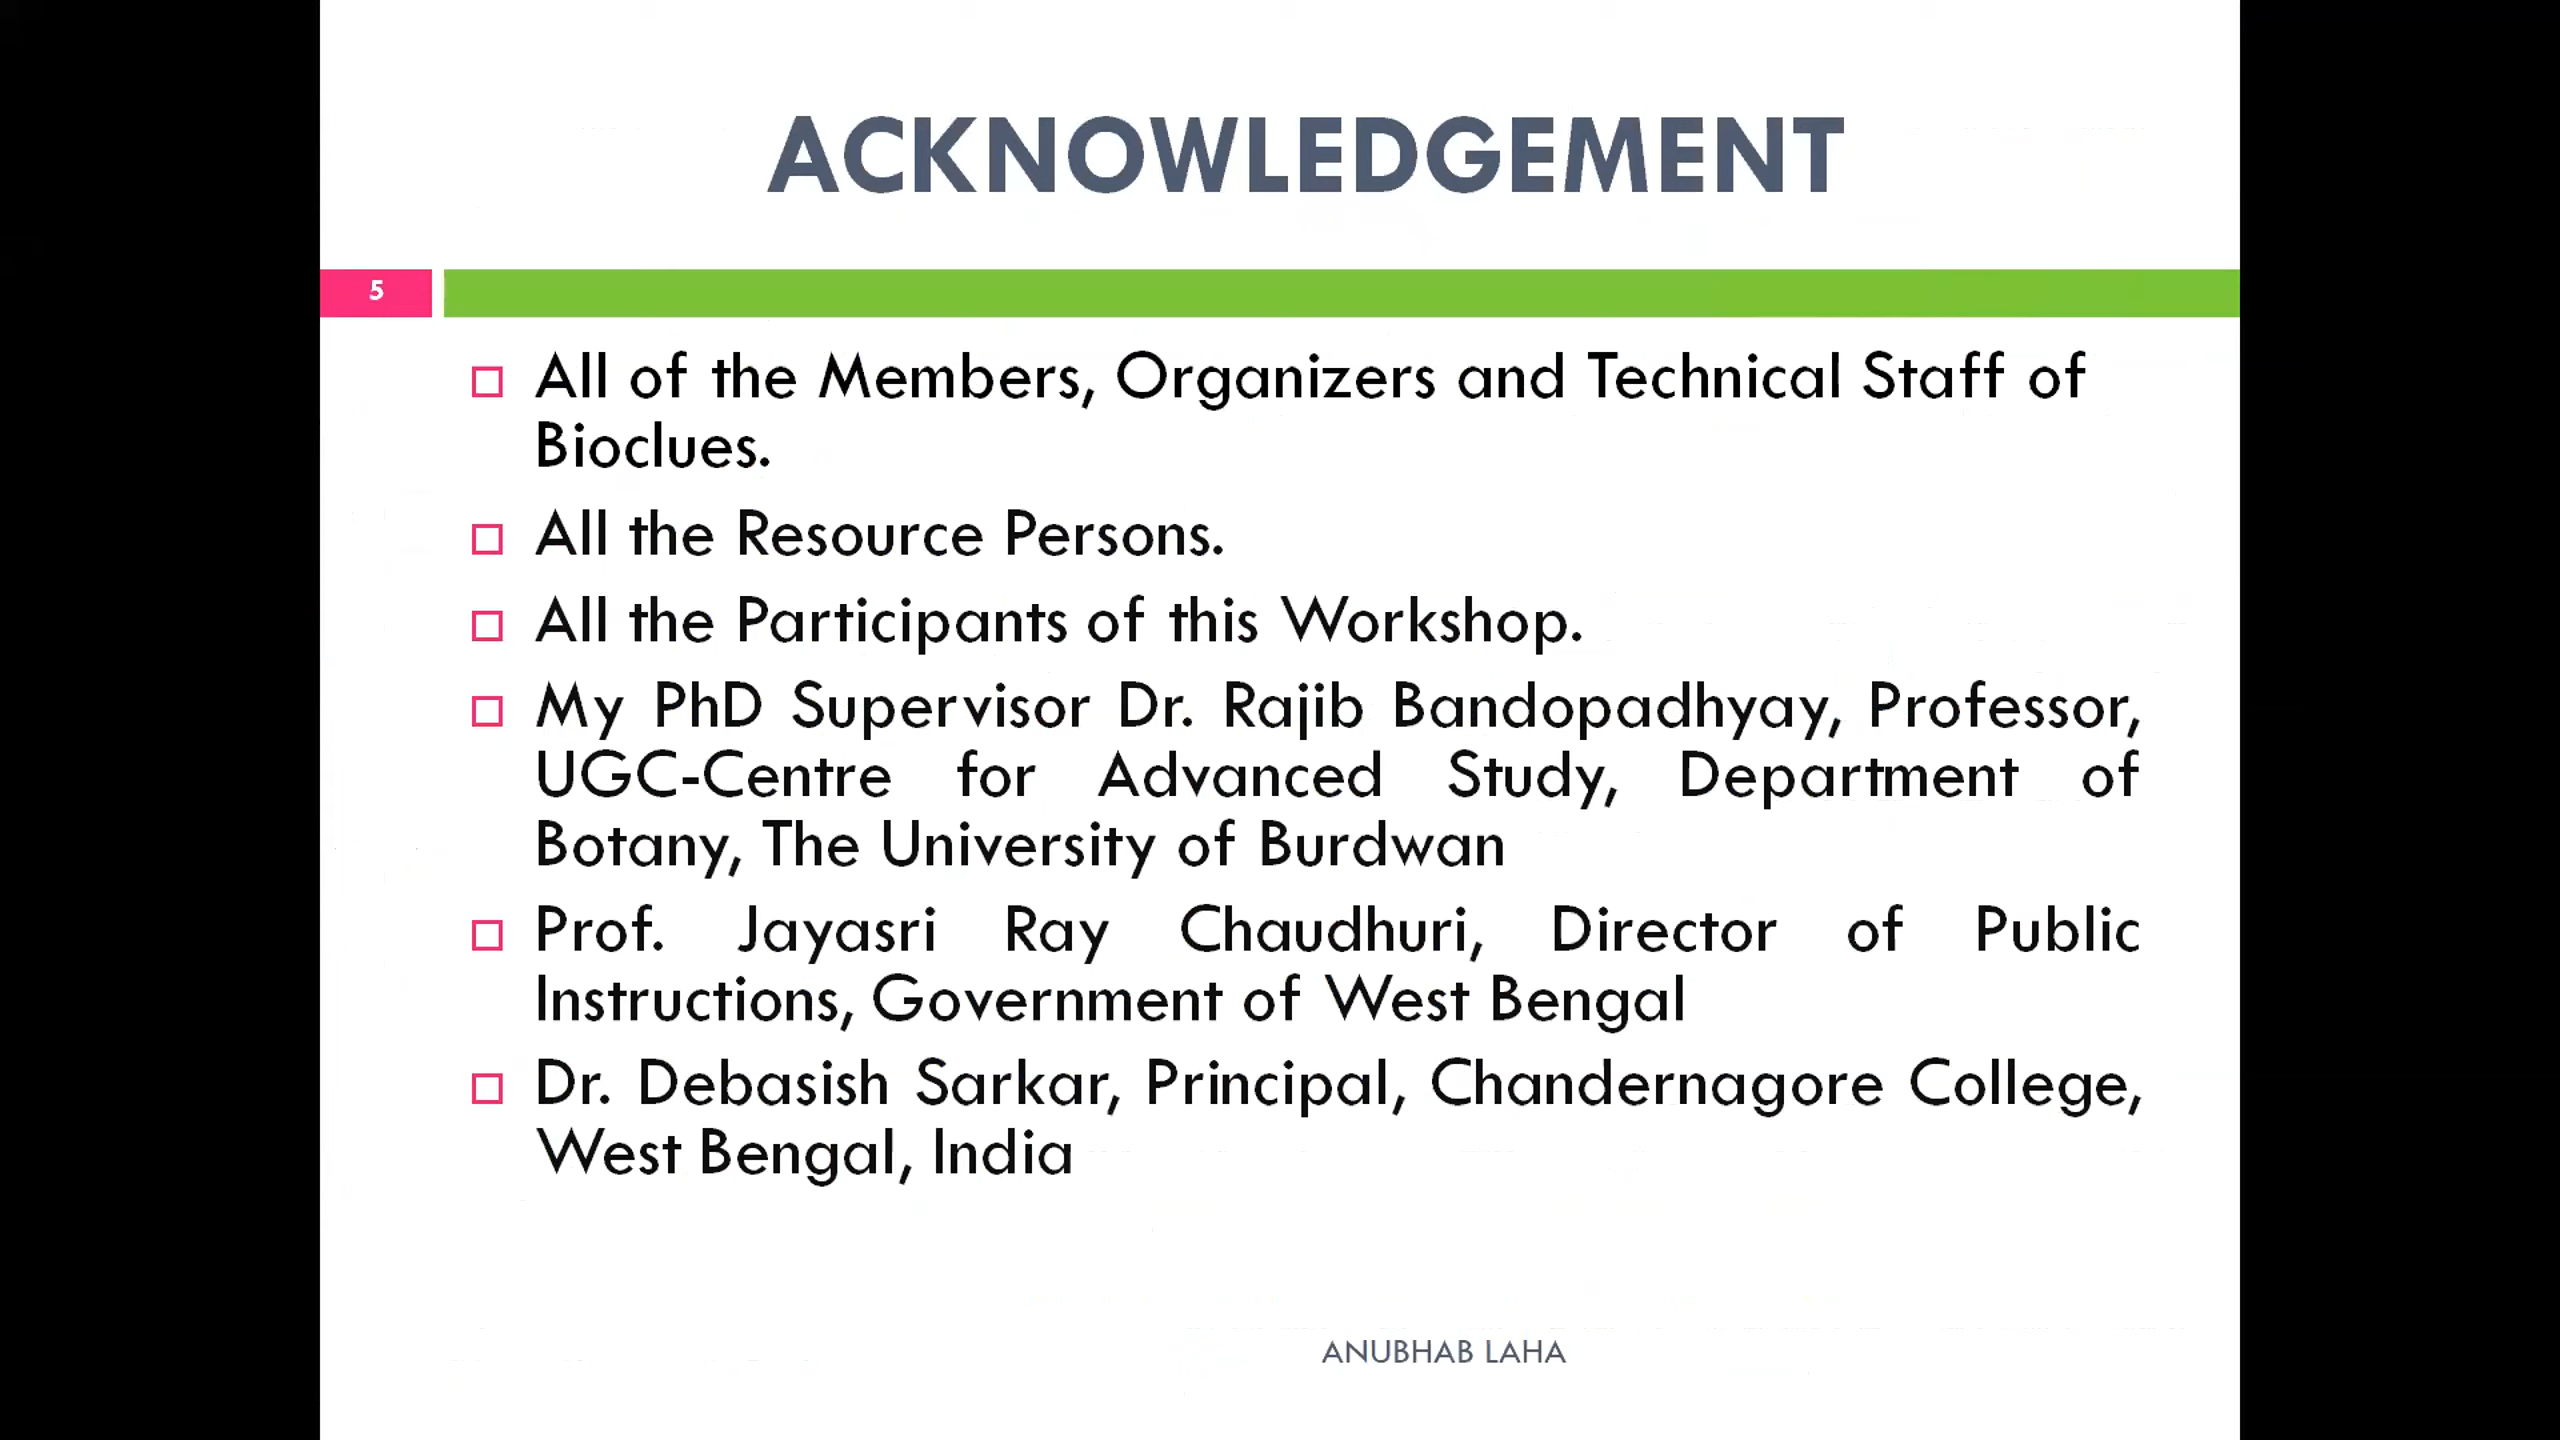 ACKNOWLEDGEMENT
5
All of the Members, Organizers and Technical Staff of
Bioclues.
All the Resource Persons.
All the Participants of this Workshop.
My PhD Supervisor Dr. Rajib Bandopadhyay, Professor,
UGC-Centre for Advanced Study, Department of
Botany, The University of Burdwan
Prof. Jayasri Ray Chaudhuri, Director of Public
Instructions, Government of West Bengal
Dr. Debasish Sarkar, Principal, Chandernagore College,
West Bengal, India
ANUBHAB LAHA